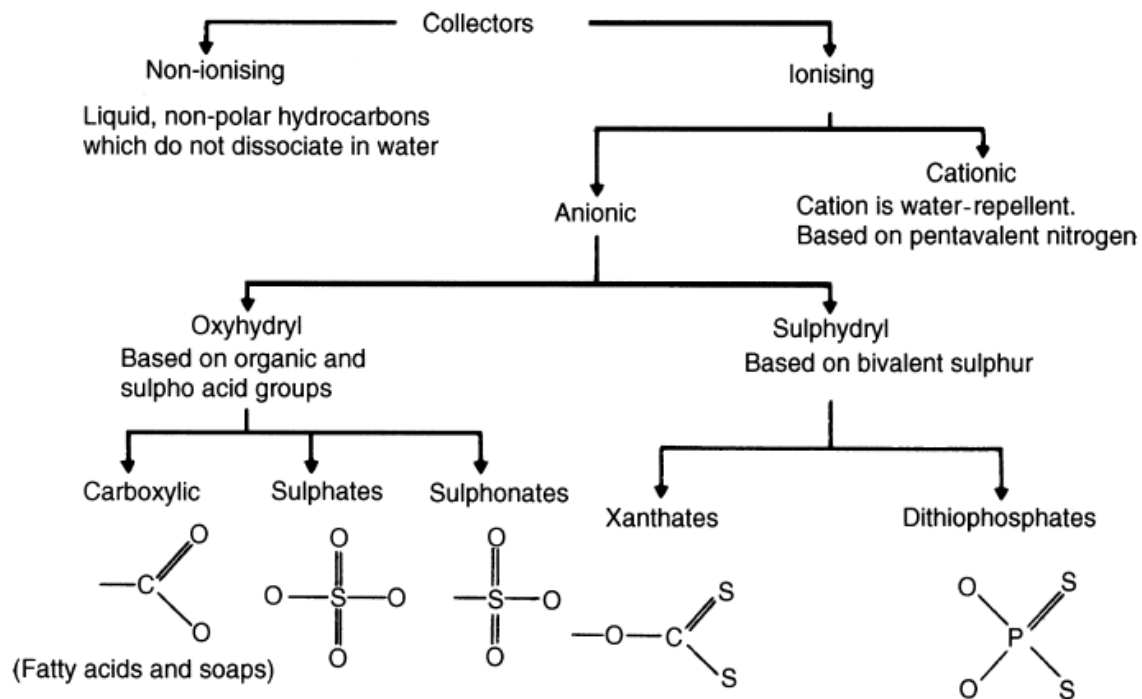 Collectors
Non-ionising
Ionising
Liquid, non-polar hydrocarbons
which do not dissociate in water
Cationic
Anionic
Cation is water-repellent.
Based on pentavalent nitrogen
Oxyhydryl
Sulphydryl
Based on organic and
sulpho acid groups
Based on bivalent sulphur
Carboxylic
Sulphates
Sulphonates
Xanthates
Dithiophosphates
O
C
O
O
O S O
O
O
S O
O
S
O C
S
O S
P
O S
(Fatty acids and soaps)